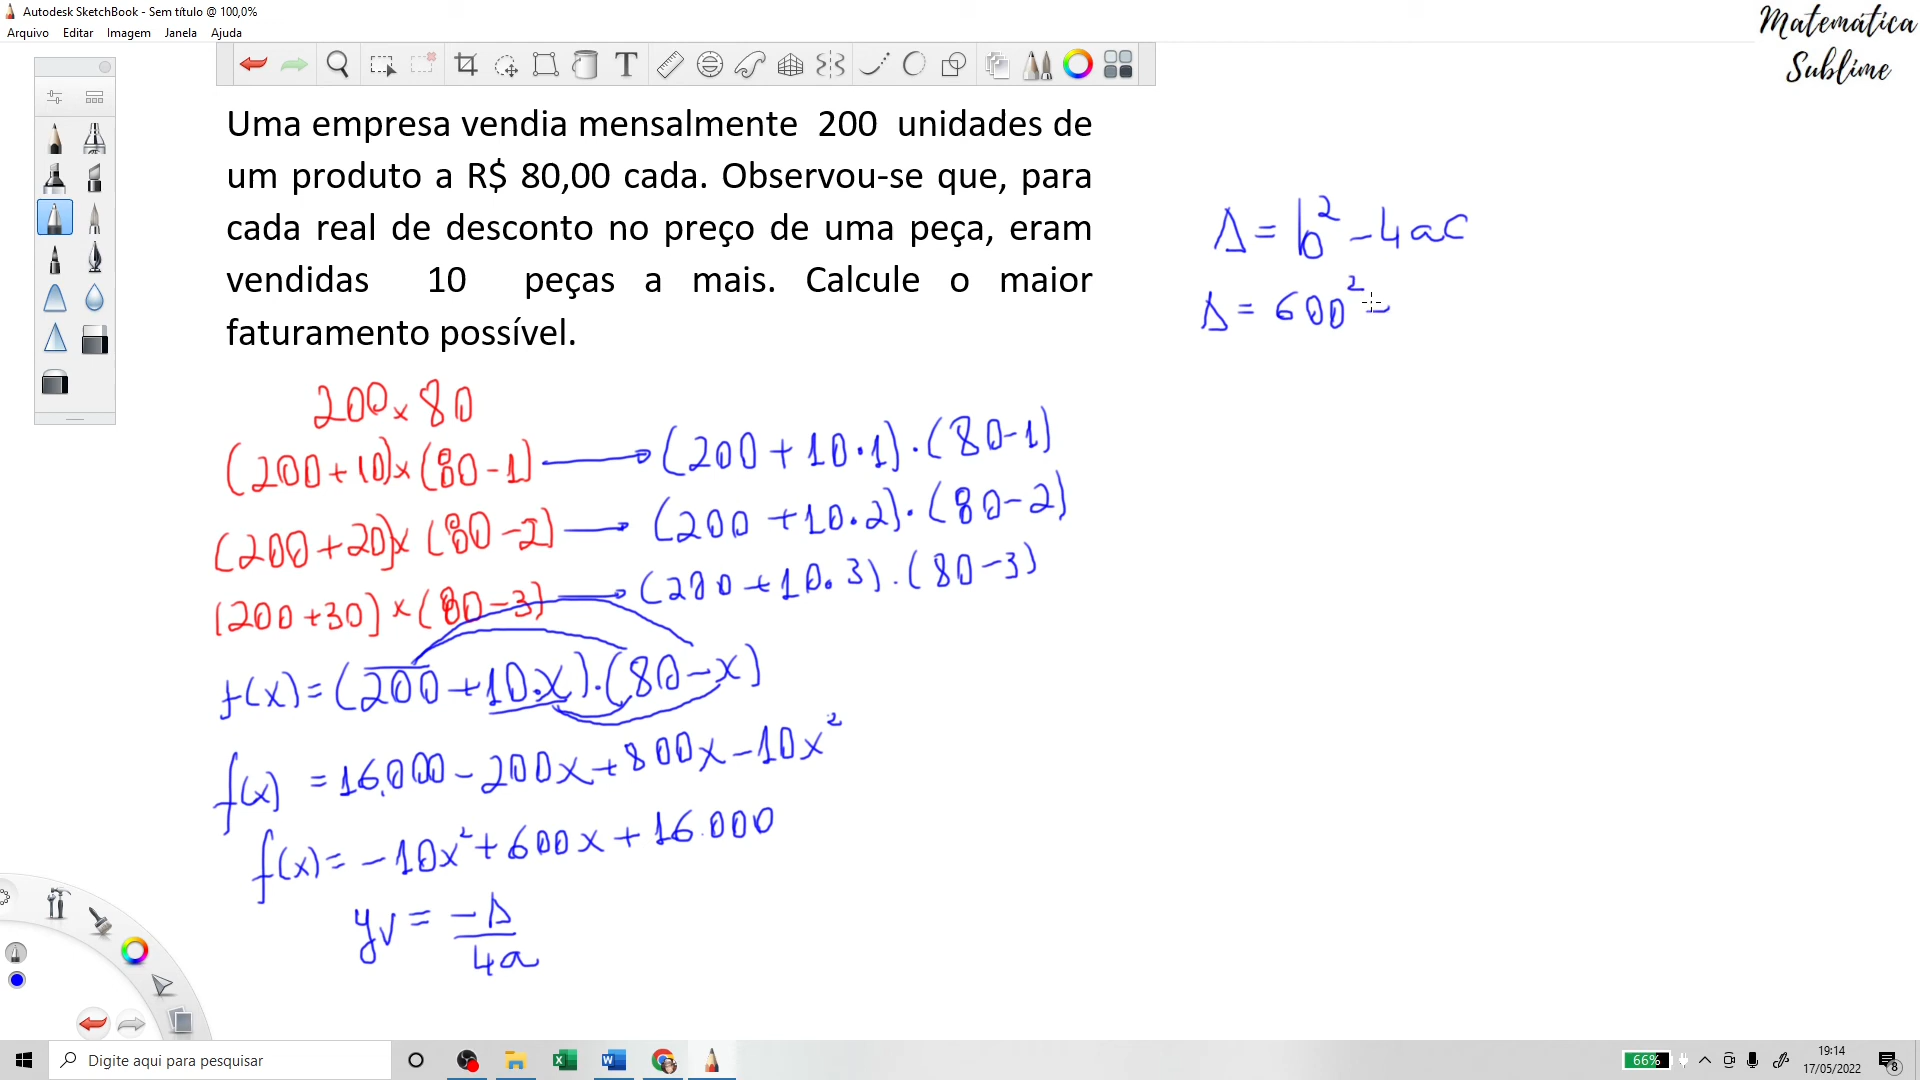 Autodesk SketchBook - Sem título @ 100,0%
Arquivo Editar Imagem Janela Ajuda
Matemática
Sublime
Uma empresa vendia mensalmente 200 unidades de
um produto a R$ 80,00 cada. Observou-se que, para
cada real de desconto no preço de uma peça, eram
vendidas 10 peças a mais. Calcule o maior
faturamento possível.
Δ = b² - 4ac
Δ = 600² -
200 x 80
(200+10)x(80-1) → (200+10·1)·(80-1)
(200+20)x(80-2) → (200+10·2)·(80-2)
(200+30)x(80-3) → (200+10.3).(80-3)
f(x)=(200+10.x).(80-x)
f(x) =16.000-200x+800x-10x²
f(x)= -10x²+600x+16.000
yv = -Δ
4a
Digite aqui para pesquisar
66%
19:14
17/05/2022
8